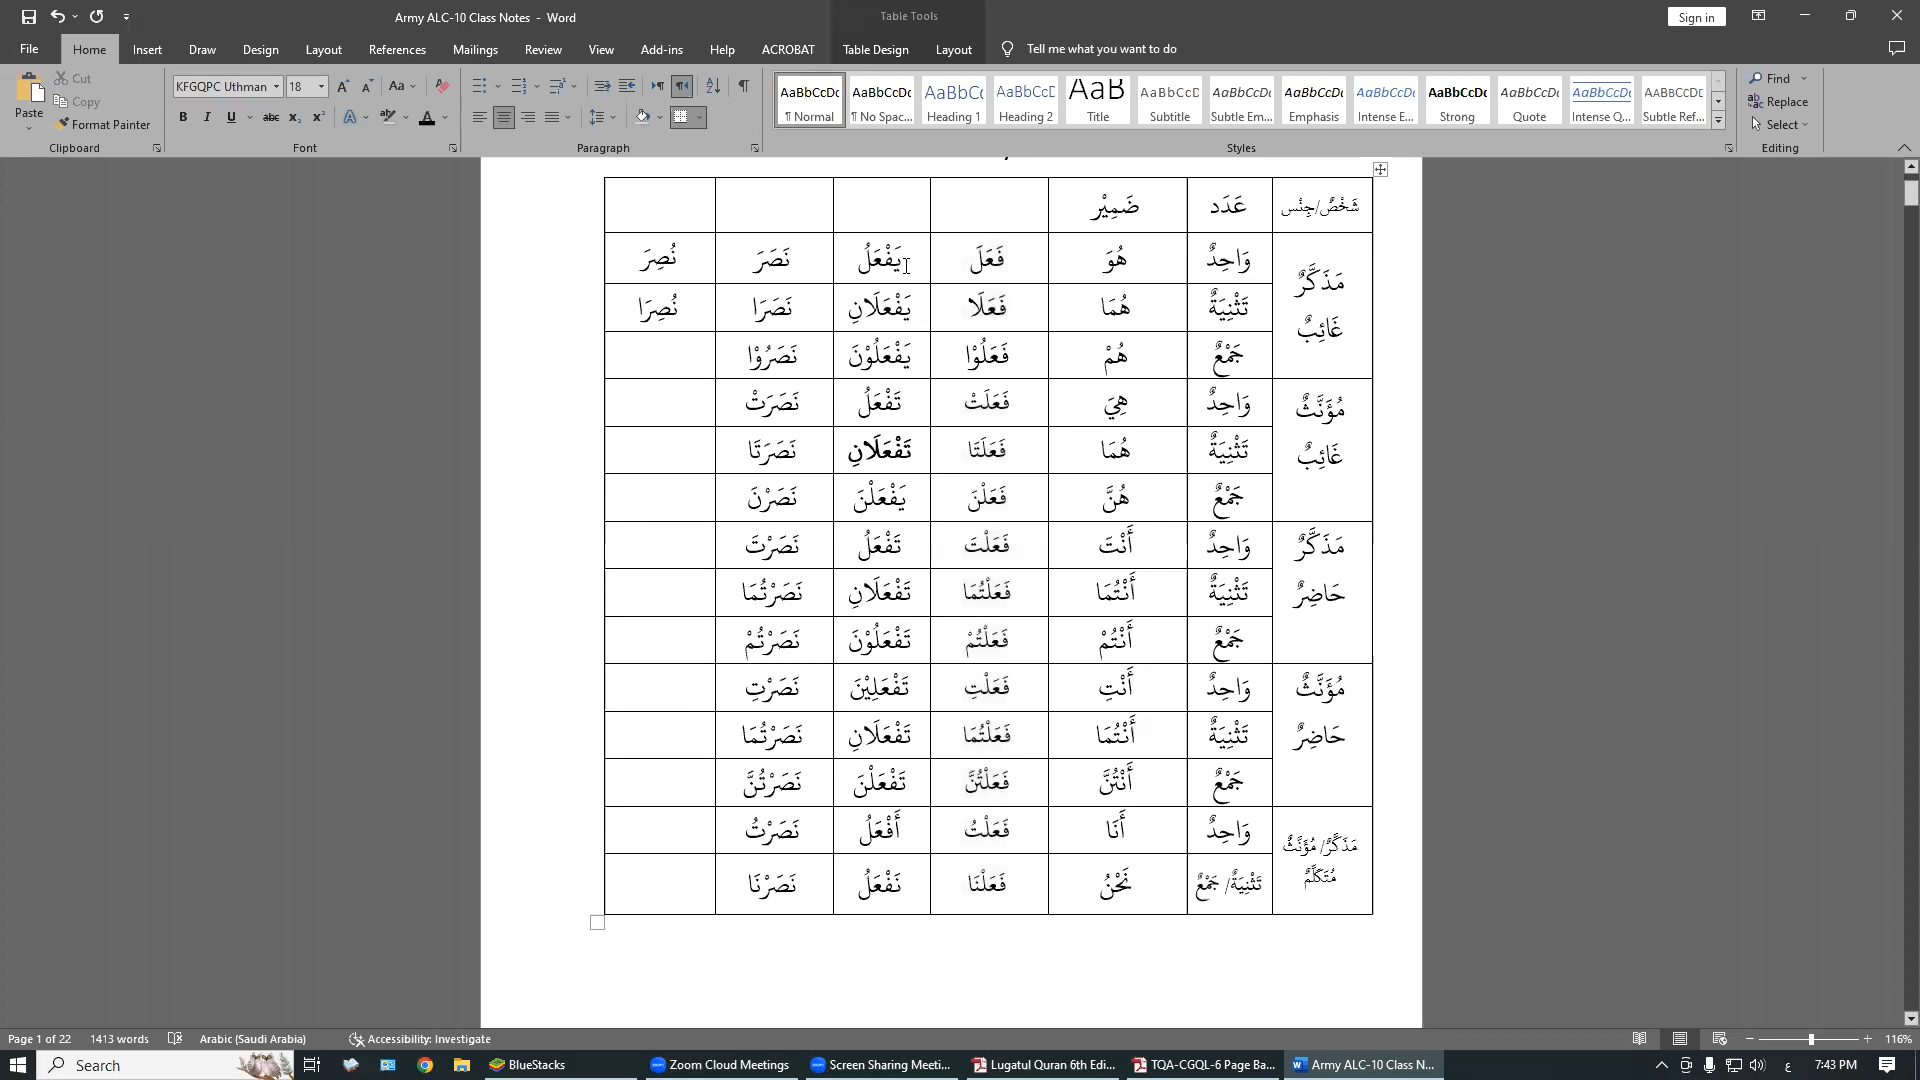 Army ALC-10 Class Notes - Word
Table Tools
Sign in
File Home Insert Draw Design Layout References Mailings Review View Add-ins Help ACROBAT Table Design Layout Tell me what you want to do
Paste
Cut
Copy
Format Painter
Clipboard
KFGQPC Uthman 18
Font
Paragraph
AaBbCcDc AaBbCcDc AaBbCc AaBbCcD AaB AaBbCcD AaBbCcDc AaBbCcDc AaBbCcDc AaBbCcDc AaBbCcDc AaBbCcDc AABBCCDE
¶ Normal ¶ No Spac... Heading 1 Heading 2 Title Subtitle Subtle Em... Emphasis Intense E... Strong Quote Intense Q... Subtle Ref...
Styles
Find
Replace
Select
Editing
شَخْصٌ/جِنْس عَدَد ضَمِيْر
مَذَكَّرٌ غَائِبٌ
وَاحِدٌ هُوَ فَعَلَ يَفْعَلُ نَصَرَ نُصِرَ
تَثْنِيَةٌ هُمَا فَعَلَا يَفْعَلَانِ نَصَرَا نُصِرَا
جَمْعٌ هُمْ فَعَلُوْا يَفْعَلُوْنَ نَصَرُوْا
مُؤَنَّثٌ غَائِبٌ
وَاحِدٌ هِيَ فَعَلَتْ تَفْعَلُ نَصَرَتْ
تَثْنِيَةٌ هُمَا فَعَلَتَا تَفْعَلَانِ نَصَرَتَا
جَمْعٌ هُنَّ فَعَلْنَ يَفْعَلْنَ نَصَرْنَ
مَذَكَّرٌ حَاضِرٌ
وَاحِدٌ أَنْتَ فَعَلْتَ تَفْعَلُ نَصَرْتَ
تَثْنِيَةٌ أَنْتُمَا فَعَلْتُمَا تَفْعَلَانِ نَصَرْتُمَا
جَمْعٌ أَنْتُمْ فَعَلْتُمْ تَفْعَلُوْنَ نَصَرْتُمْ
مُؤَنَّثٌ حَاضِرٌ
وَاحِدٌ أَنْتِ فَعَلْتِ تَفْعَلِيْنَ نَصَرْتِ
تَثْنِيَةٌ أَنْتُمَا فَعَلْتُمَا تَفْعَلَانِ نَصَرْتُمَا
جَمْعٌ أَنْتُنَّ فَعَلْتُنَّ تَفْعَلْنَ نَصَرْتُنَّ
مَذَكَّرٌ/ مُؤَنَّثٌ
مُتَكَلِّمٌ
وَاحِدٌ أَنَا فَعَلْتُ أَفْعَلُ نَصَرْتُ
تَثْنِيَةٌ/ جَمْعٌ نَحْنُ فَعَلْنَا نَفْعَلُ نَصَرْنَا
Page 1 of 22 1413 words Arabic (Saudi Arabia) Accessibility: Investigate 116%
Search BlueStacks Zoom Cloud Meetings Screen Sharing Meeti... Lugatul Quran 6th Edi... TQA-CGQL-6 Page Ba... Army ALC-10 Class N... ع 7:43 PM